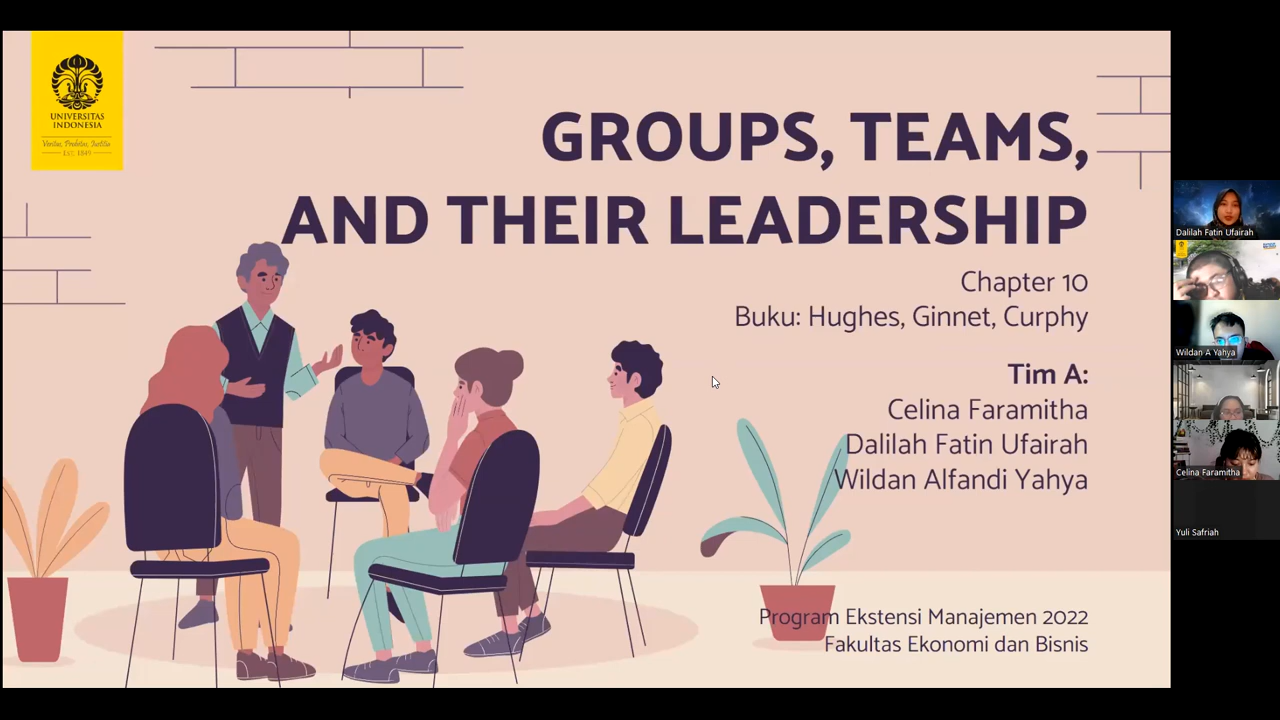 UNIVERSITAS
INDONESIA
Veritas, Probitas, Iustitia
EST. 1849
GROUPS, TEAMS,
AND THEIR LEADERSHIP
Chapter 10
Buku: Hughes, Ginnet, Curphy
Tim A:
Celina Faramitha
Dalilah Fatin Ufairah
Wildan Alfandi Yahya
Program Ekstensi Manajemen 2022
Fakultas Ekonomi dan Bisnis
Dalilah Fatin Ufairah
Wildan A Yahya
Celina Faramitha
Yuli Safriah